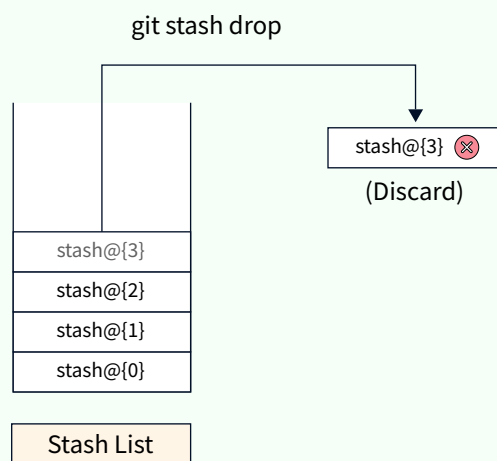 git stash drop
stash@{3}
(Discard)
stash@{3}
stash@{2}
stash@{1}
stash@{0}
Stash List